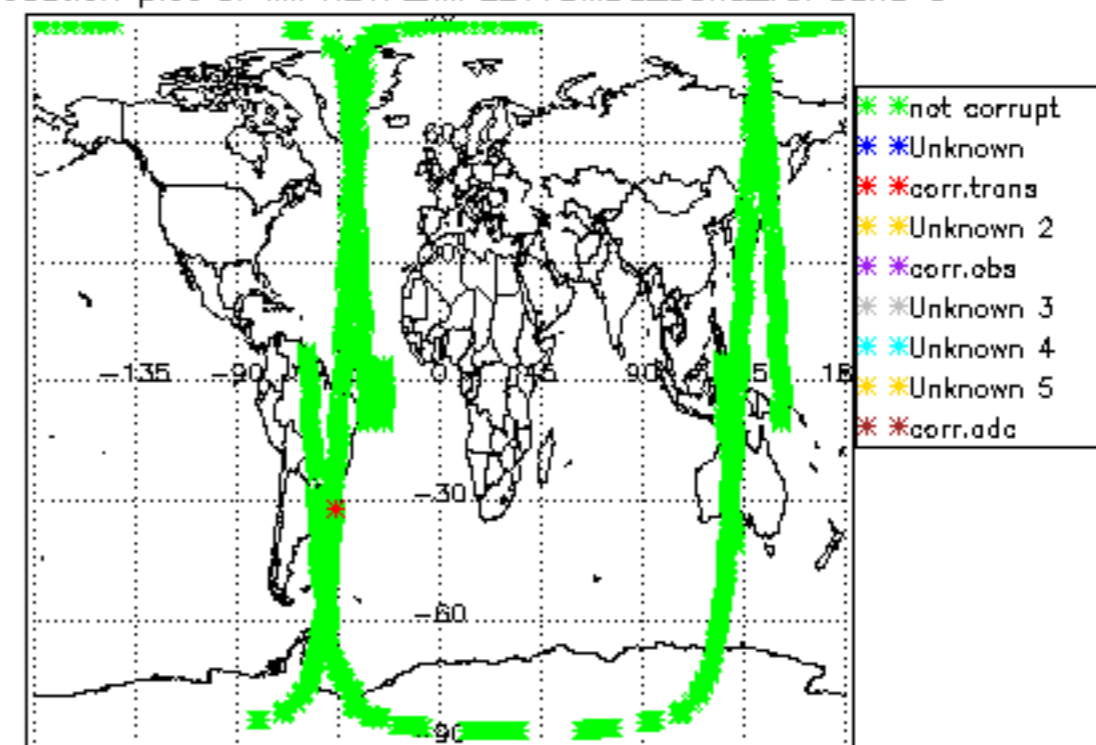 not corrupt
Unknown
corr.trans
Unknown 2
corr.obs
Unknown 3
Unknown 4
Unknown 5
corr.adc
60
-135 -90 0 45 90
-30
-60
-90